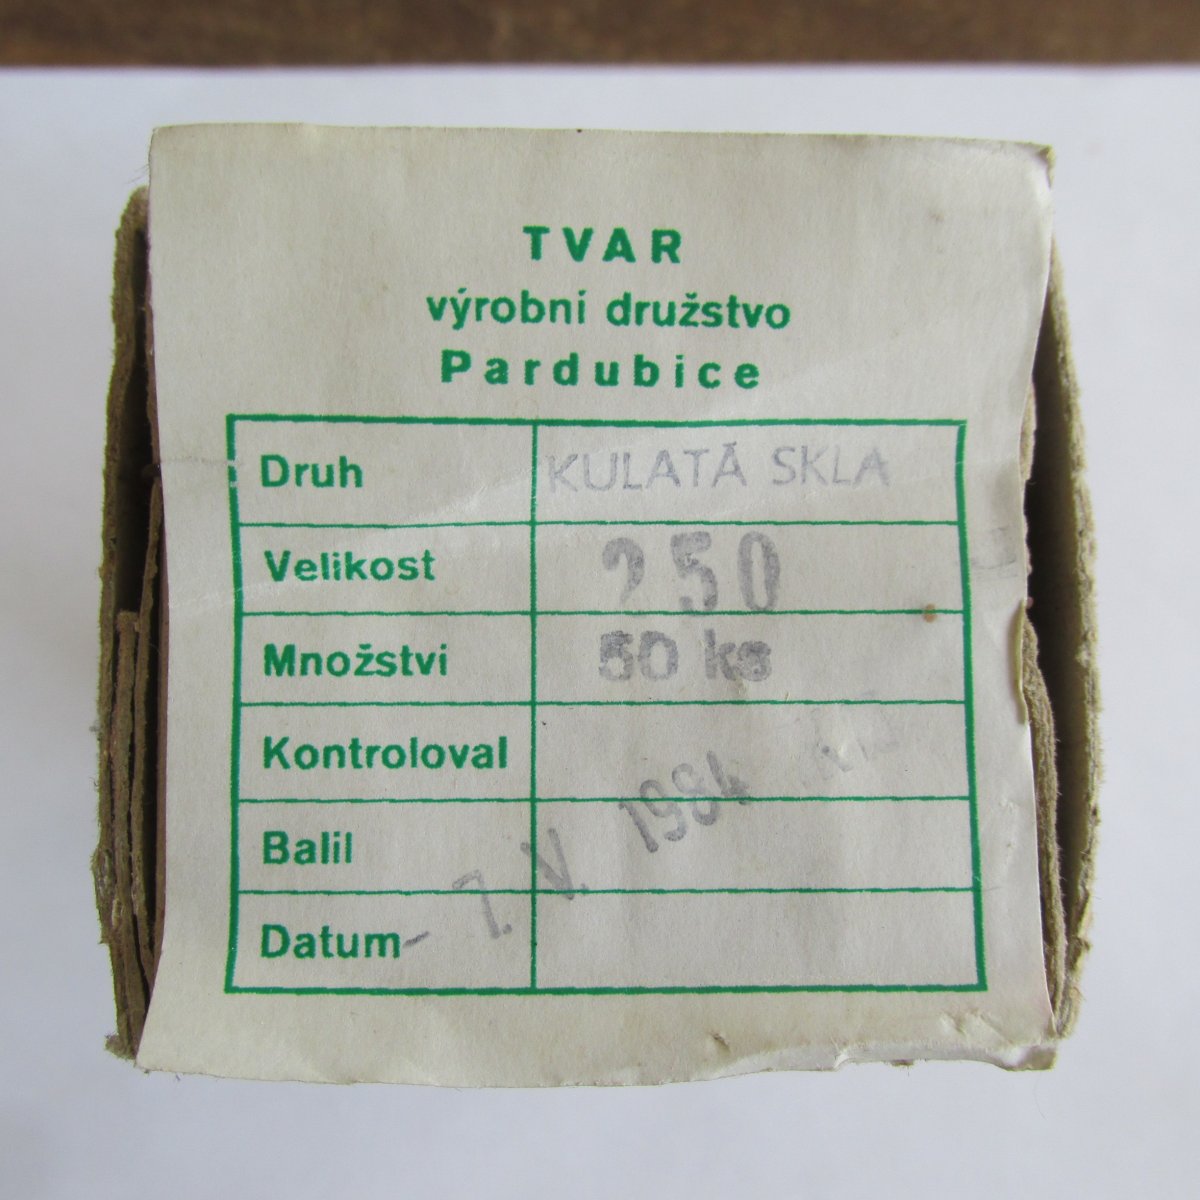 TVAR
výrobní družstvo
Pardubice
Druh KULATÁ SKLA
Velikost 250
Množství 50 ks
Kontroloval
Balil
Datum
- 7. V. 1984